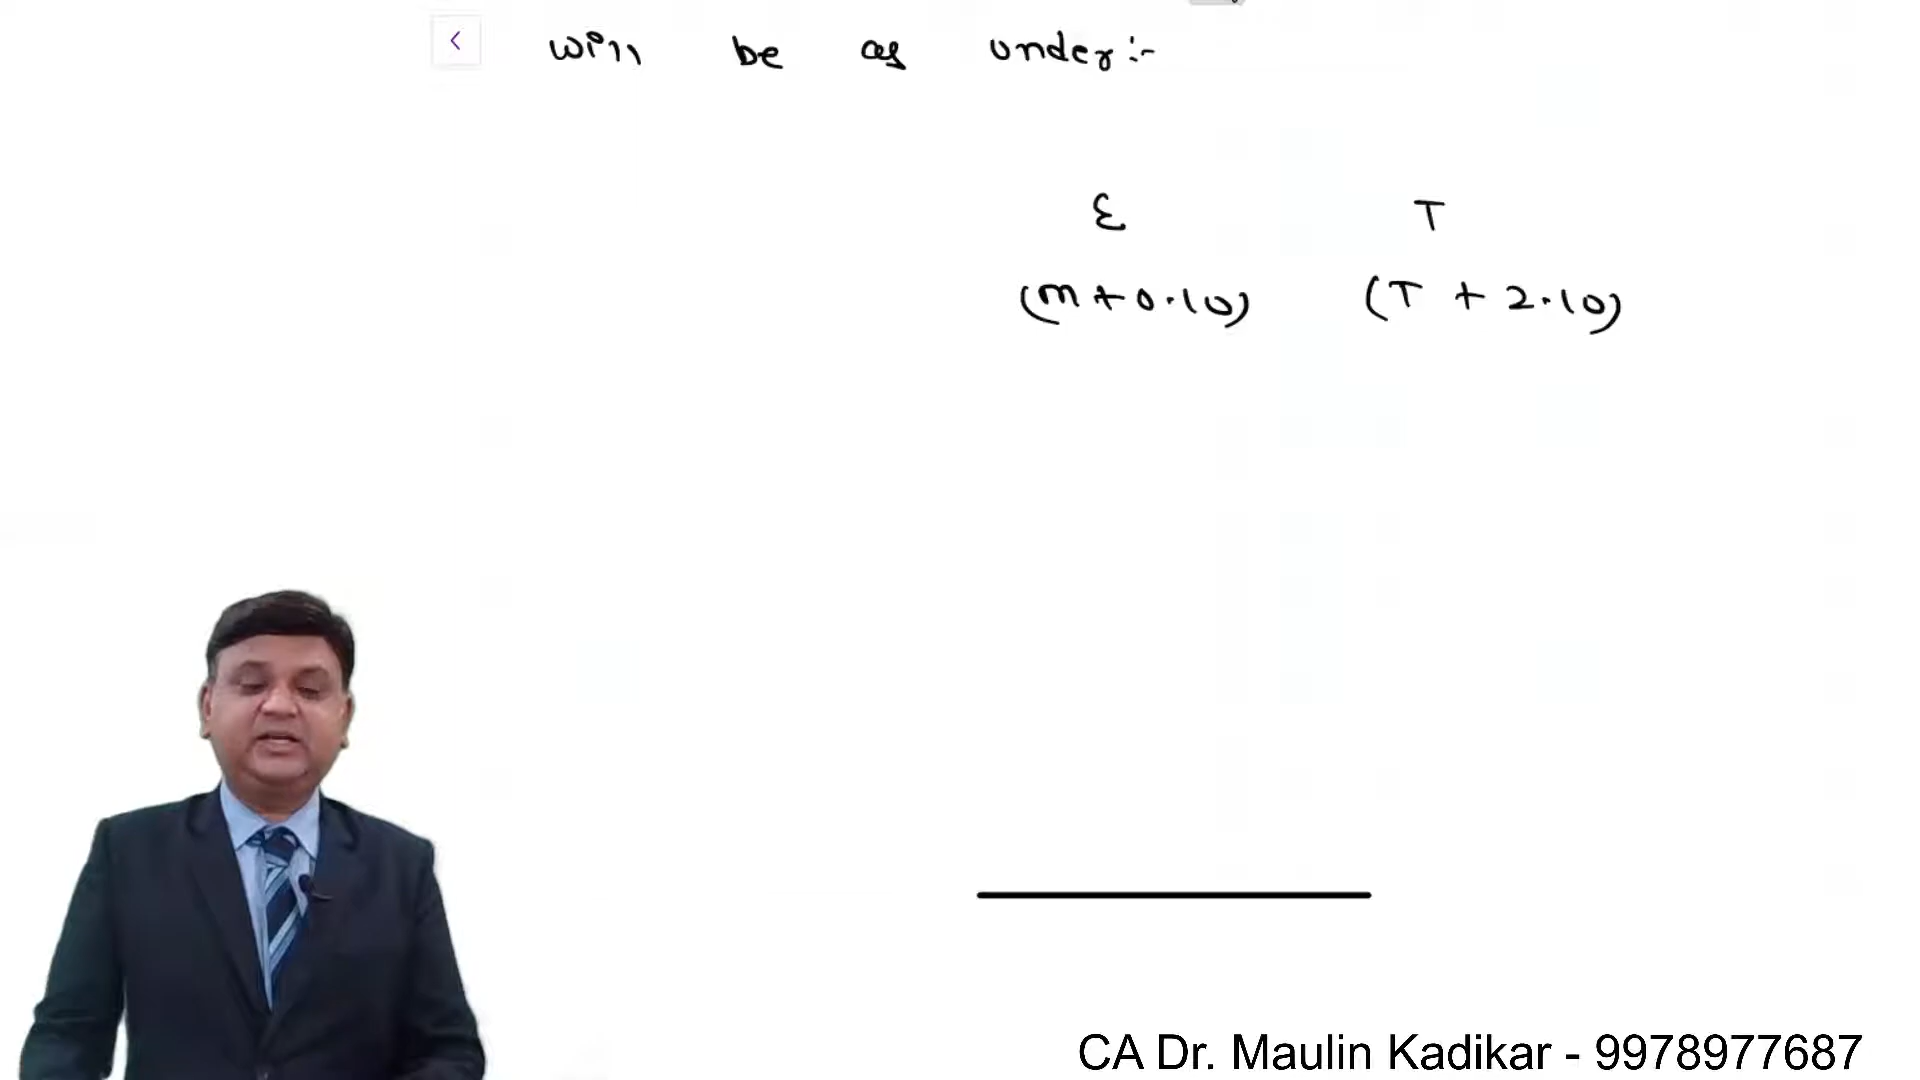 will be as under:-
E T
(m + 0.10) (T + 2.10)
CA Dr. Maulin Kadikar - 9978977687